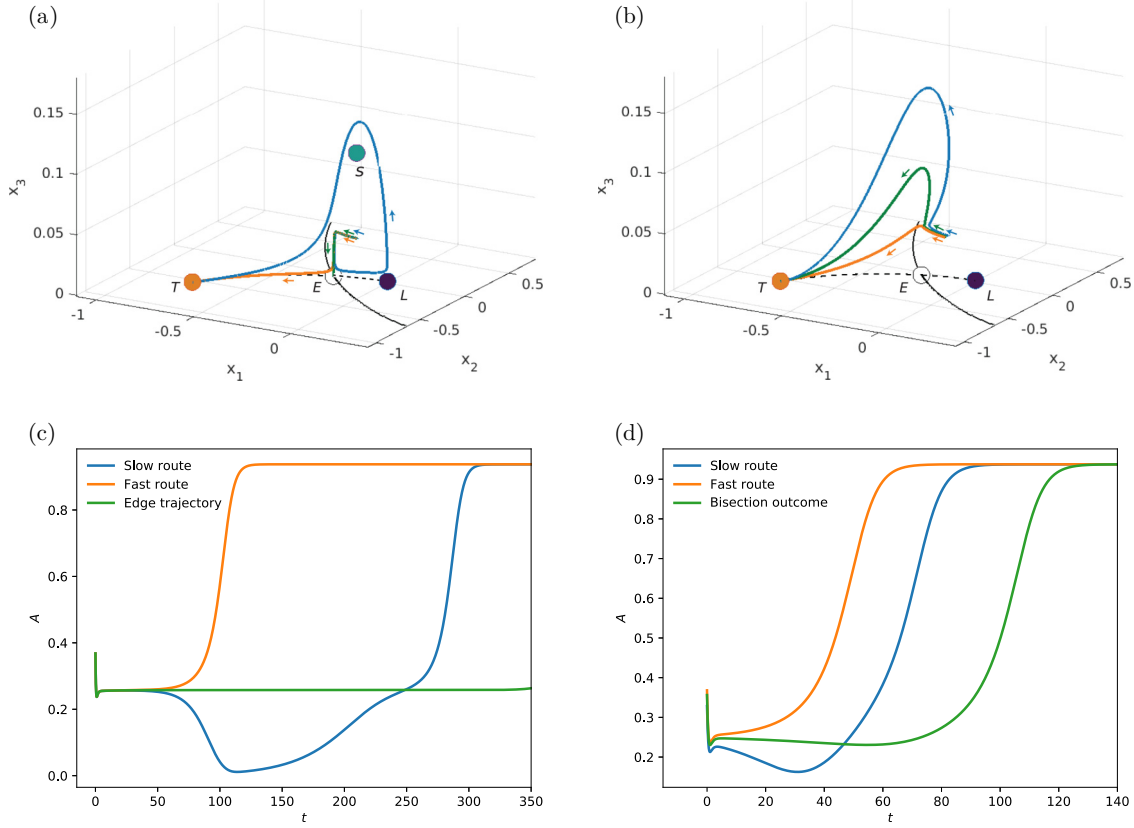 (a)
0.15
0.1
0.05
0
x3
-1
-0.5
0
x1
-1
-0.5
0
0.5
x2
T
E
S
L
(b)
0.15
0.1
0.05
0
x3
-1
-0.5
0
x1
-1
-0.5
0
0.5
x2
T
E
L
(c)
Slow route
Fast route
Edge trajectory
0.8
0.6
0.4
0.2
0.0
A
0 50 100 150 200 250 300 350
t
(d)
Slow route
Fast route
Bisection outcome
0.9
0.8
0.7
0.6
0.5
0.4
0.3
0.2
A
0 20 40 60 80 100 120 140
t